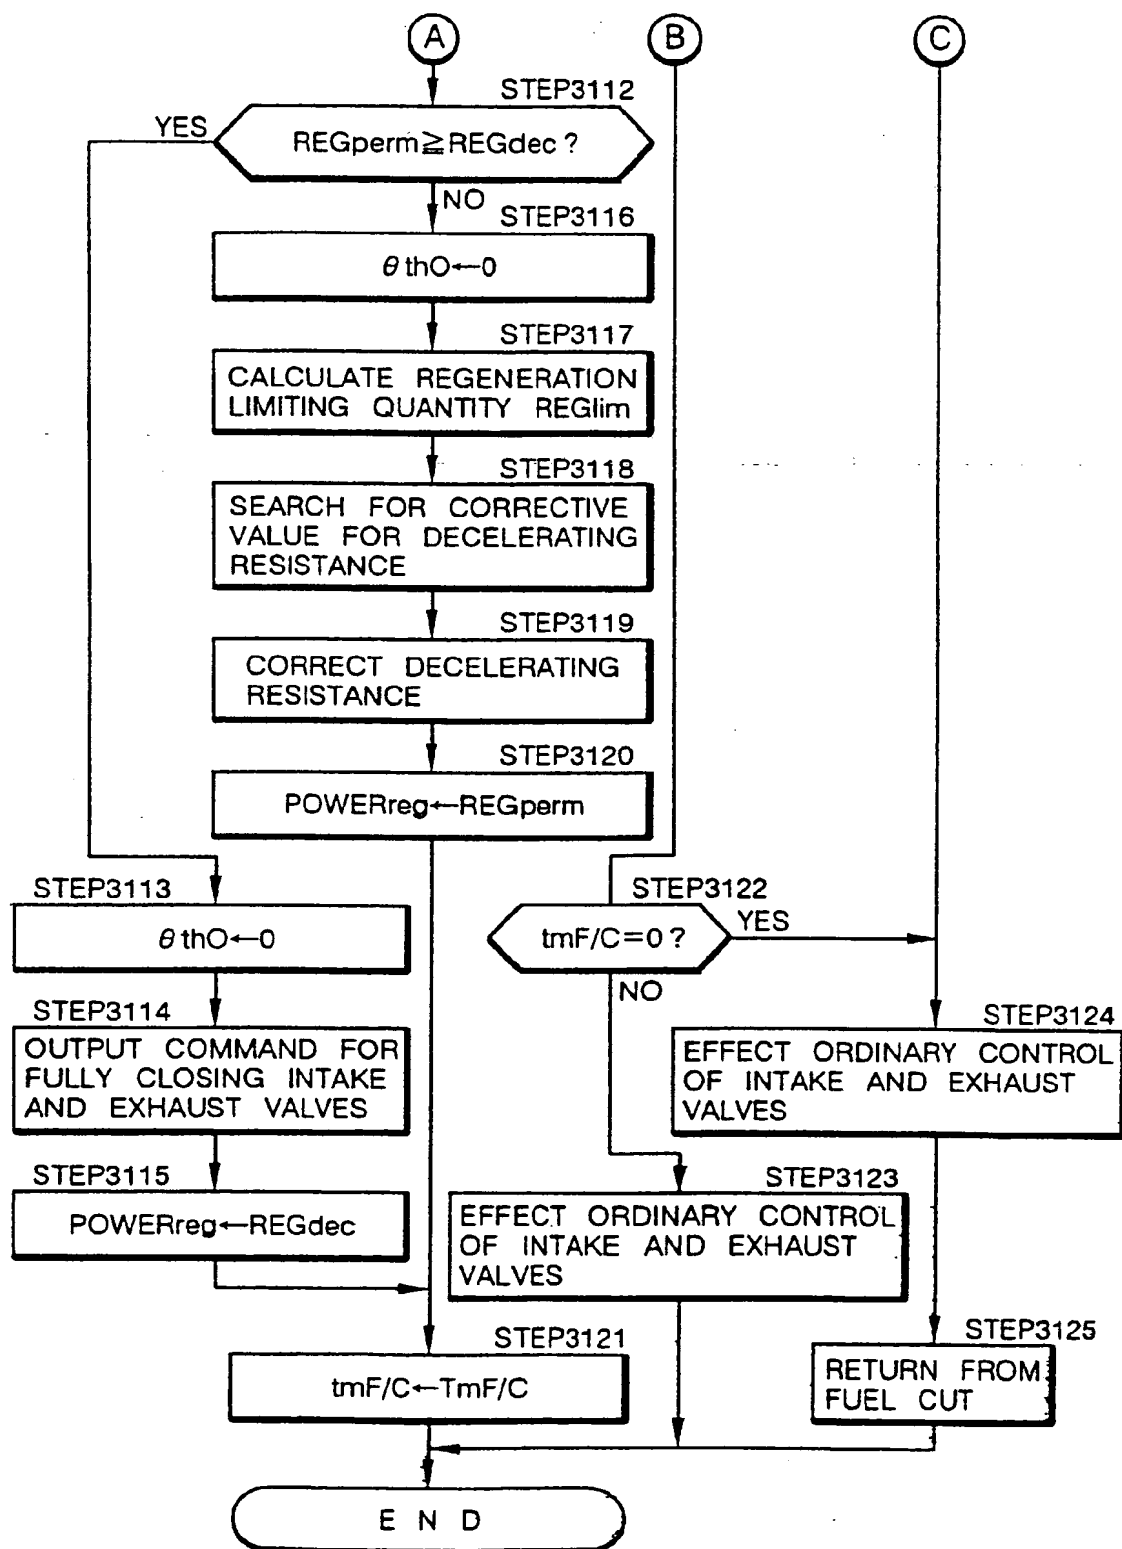 A
B
C
STEP3112
YES
REGperm≧REGdec?
NO
STEP3116
θthO←0
STEP3117
CALCULATE REGENERATION
LIMITING QUANTITY REGlim
STEP3118
SEARCH FOR CORRECTIVE
VALUE FOR DECELERATING
RESISTANCE
STEP3119
CORRECT DECELERATING
RESISTANCE
STEP3120
POWERreg←REGperm
STEP3113
θthO←0
STEP3122
tmF/C=0?
YES
NO
STEP3114
OUTPUT COMMAND FOR
FULLY CLOSING INTAKE
AND EXHAUST VALVES
STEP3124
EFFECT ORDINARY CONTROL
OF INTAKE AND EXHAUST
VALVES
STEP3115
POWERreg←REGdec
STEP3123
EFFECT ORDINARY CONTROL
OF INTAKE AND EXHAUST
VALVES
STEP3121
tmF/C←TmF/C
STEP3125
RETURN FROM
FUEL CUT
END